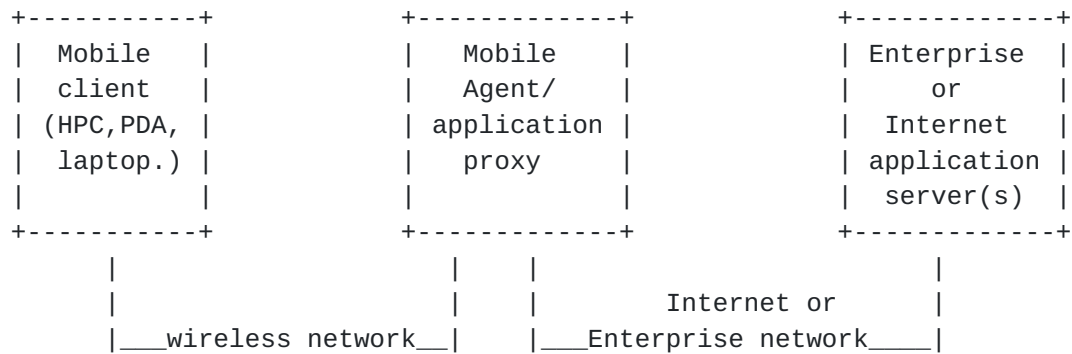 Mobile Mobile Enterprise
client Agent/ or
(HPC,PDA, application Internet
laptop.) proxy application
server(s)
Internet or
wireless network Enterprise network